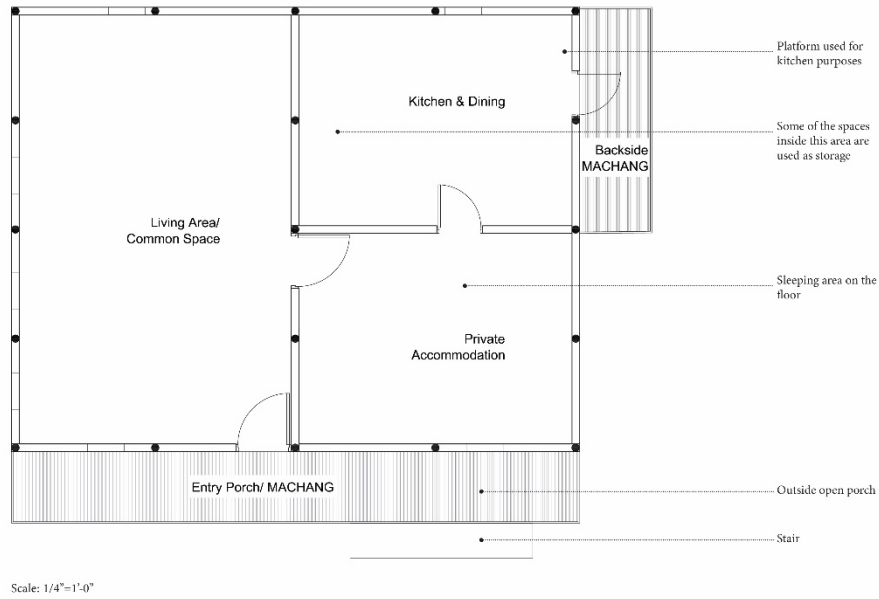 Platform used for
kitchen purposes
Kitchen & Dining
Some of the spaces
inside this area are
used as storage
Backside
MACHANG
Living Area/
Common Space
Sleeping area on the
floor
Private
Accommodation
Entry Porch/ MACHANG
Outside open porch
Stair
Scale: 1/4"=1'-0"